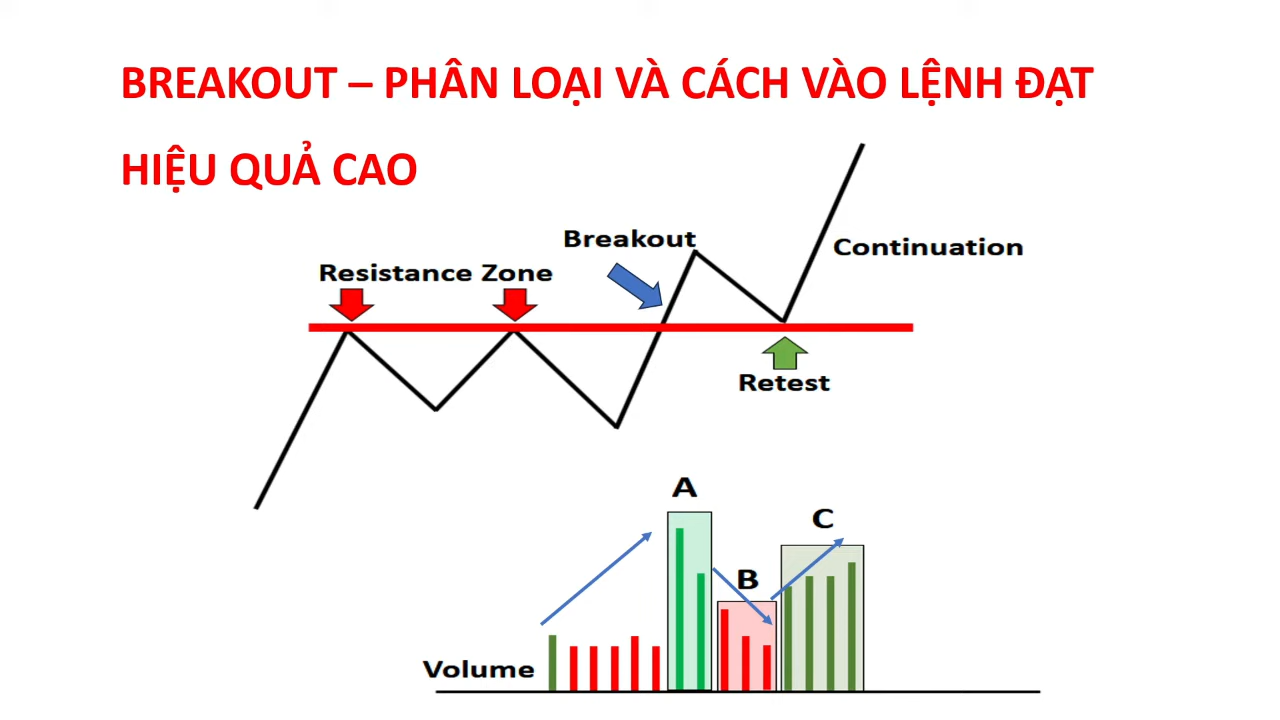 BREAKOUT – PHÂN LOẠI VÀ CÁCH VÀO LỆNH ĐẠT
HIỆU QUẢ CAO
Breakout
Continuation
Resistance Zone
Retest
A
C
B
Volume